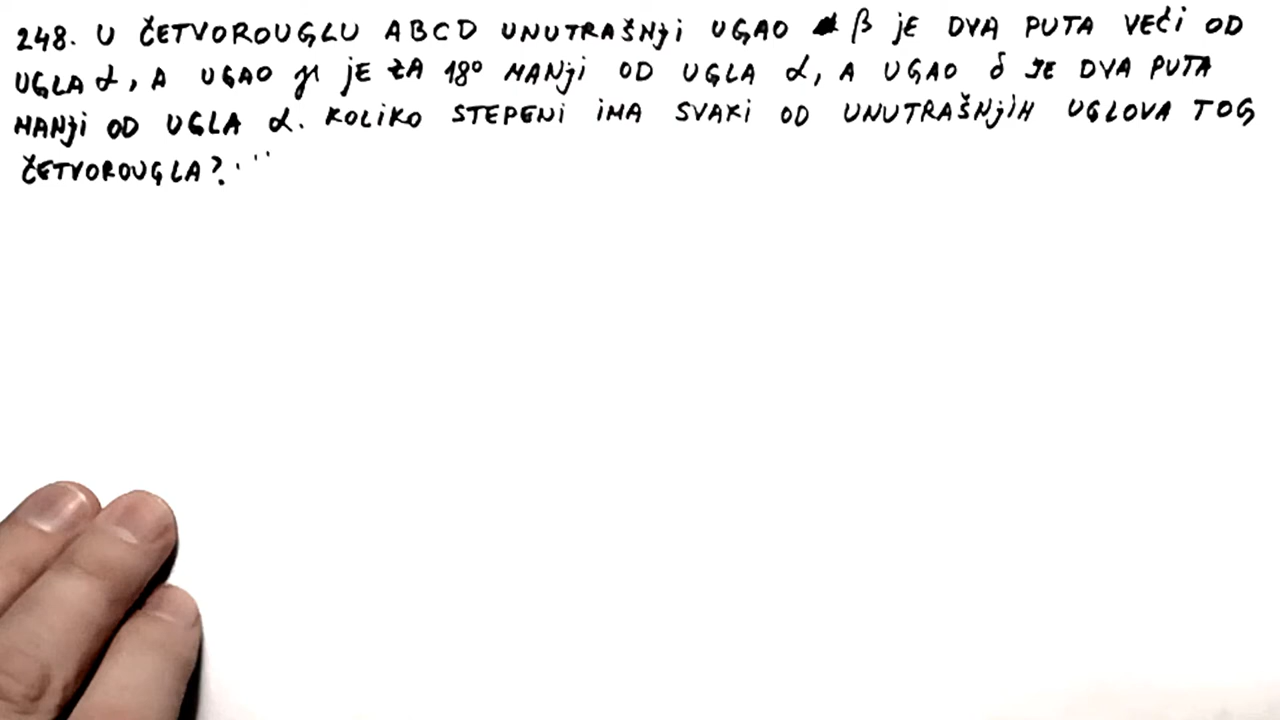 248. U ČETVOROUGLU ABCD UNUTRAŠNji UGAO β jE DVA PUTA VEĆI OD
UGLA α, A UGAO γ jE ZA 18° MANji OD UGLA α, A UGAO δ JE DVA PUTA
MANji OD UGLA α. KOLIKO STEPENI iMA SVAKI OD UNUTRAŠNjIH UGLOVA TOG
ČETVOROUGLA?...